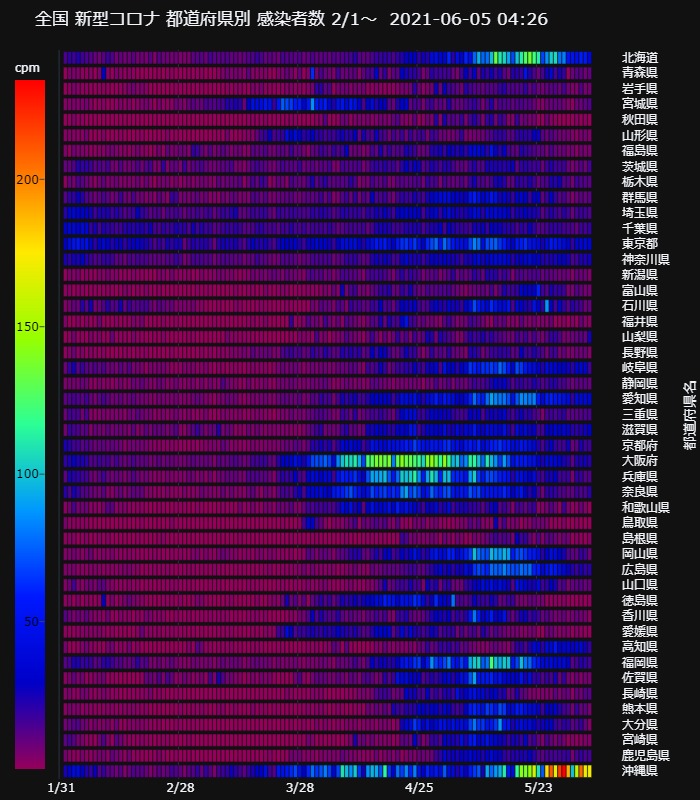 全国 新型コロナ 都道府県別 感染者数 2/1～ 2021-06-05 04:26
cpm
200
150
100
50
北海道
青森県
岩手県
宮城県
秋田県
山形県
福島県
茨城県
栃木県
群馬県
埼玉県
千葉県
東京都
神奈川県
新潟県
富山県
石川県
福井県
山梨県
長野県
岐阜県
静岡県
愛知県
三重県
滋賀県
京都府
大阪府
兵庫県
奈良県
和歌山県
鳥取県
島根県
岡山県
広島県
山口県
徳島県
香川県
愛媛県
高知県
福岡県
佐賀県
長崎県
熊本県
大分県
宮崎県
鹿児島県
沖縄県
都道府県名
1/31 2/28 3/28 4/25 5/23